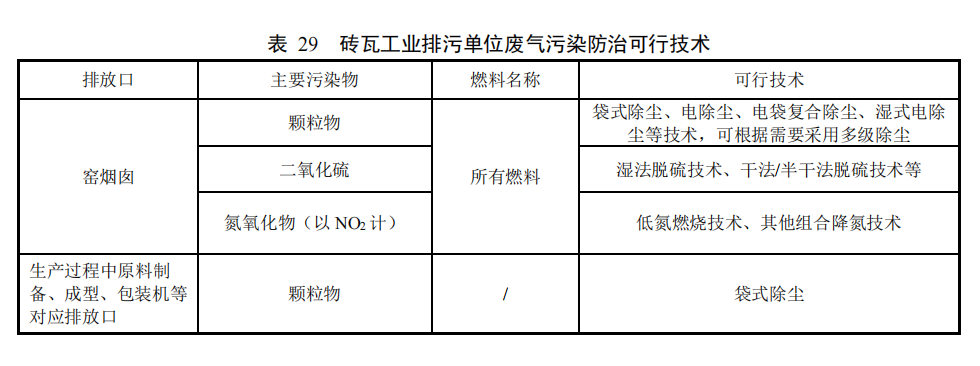 表 29 砖瓦工业排污单位废气污染防治可行技术
排放口 主要污染物 燃料名称 可行技术
窑烟囱 颗粒物 所有燃料 袋式除尘、电除尘、电袋复合除尘、湿式电除
尘等技术，可根据需要采用多级除尘
二氧化硫 湿法脱硫技术、干法/半干法脱硫技术等
氮氧化物（以 NO₂ 计） 低氮燃烧技术、其他组合降氮技术
生产过程中原料制
备、成型、包装机等
对应排放口 颗粒物 / 袋式除尘